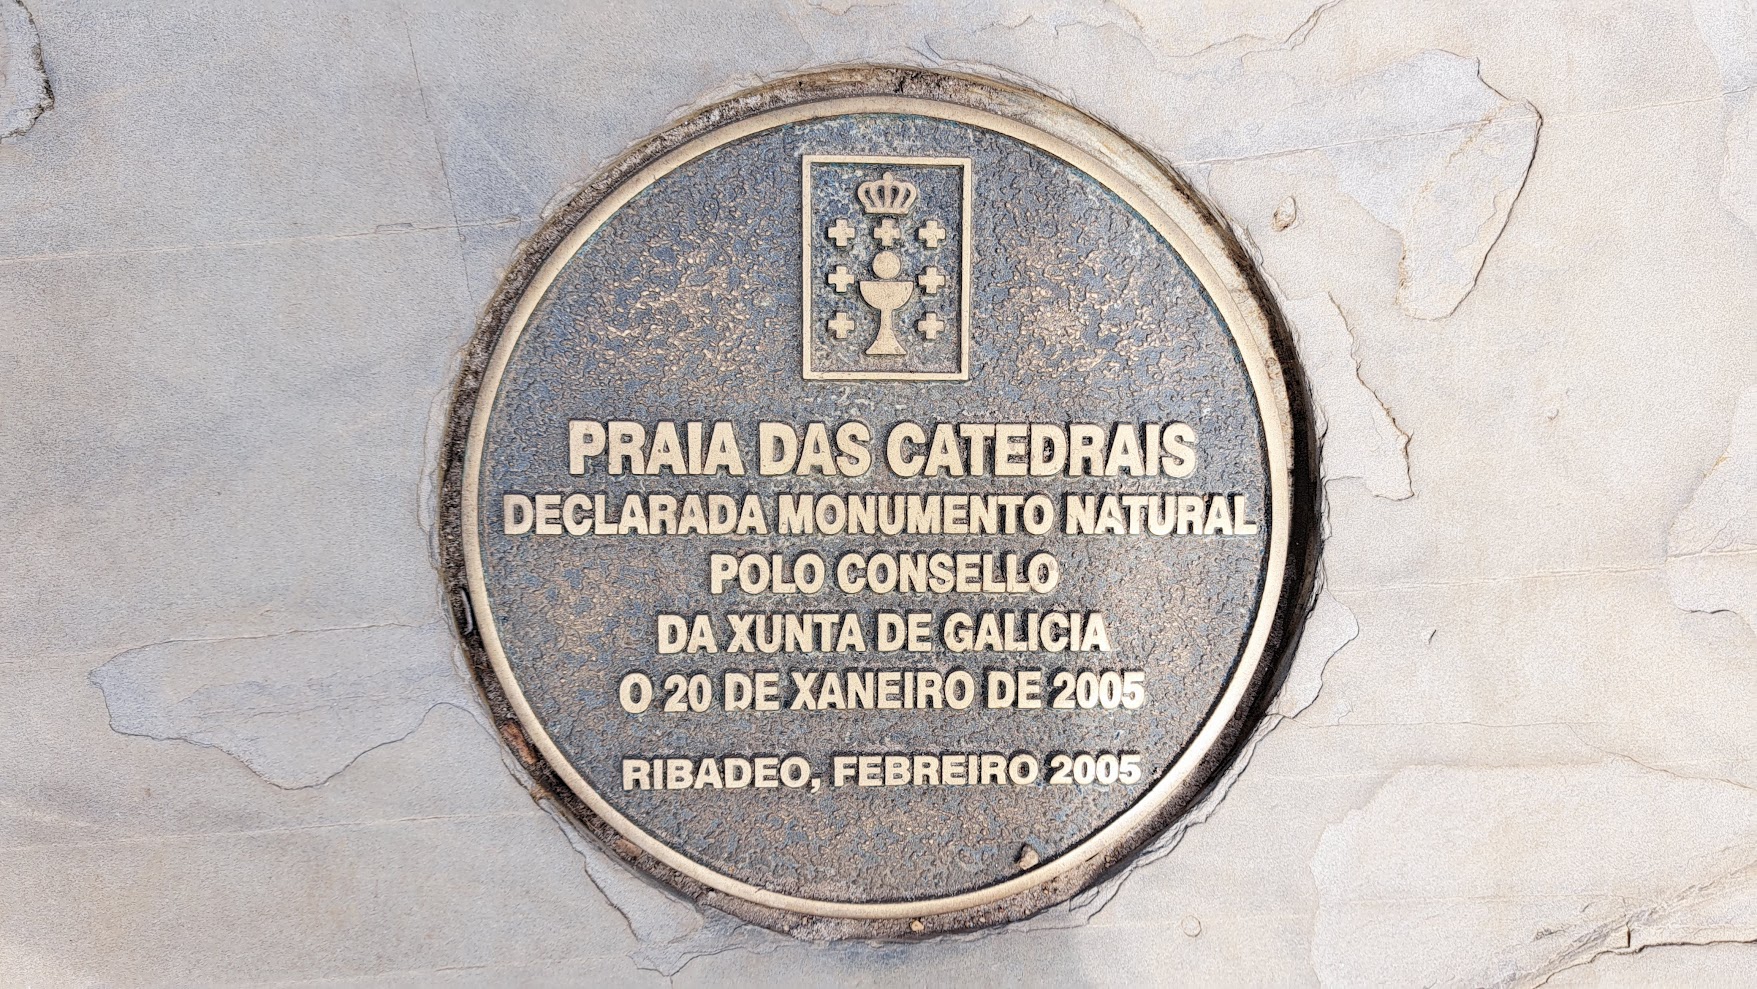 PRAIA DAS CATEDRAIS
DECLARADA MONUMENTO NATURAL
POLO CONSELLO
DA XUNTA DE GALICIA
O 20 DE XANEIRO DE 2005
RIBADEO, FEBREIRO 2005